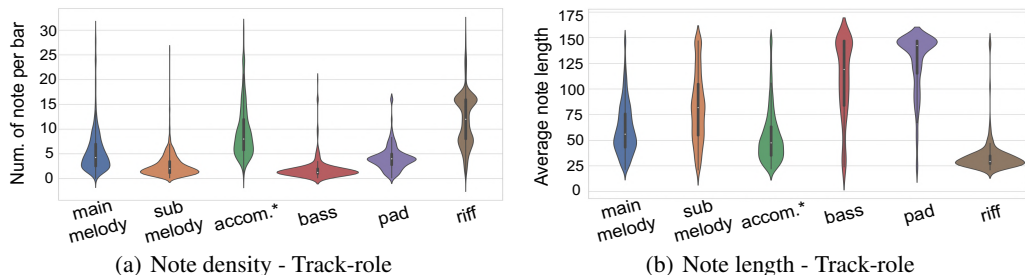 Num. of note per bar
30
25
20
15
10
5
0
main melody
sub melody
accom.*
bass
pad
riff
(a) Note density - Track-role
Average note length
175
150
125
100
75
50
25
0
main melody
sub melody
accom.*
bass
pad
riff
(b) Note length - Track-role